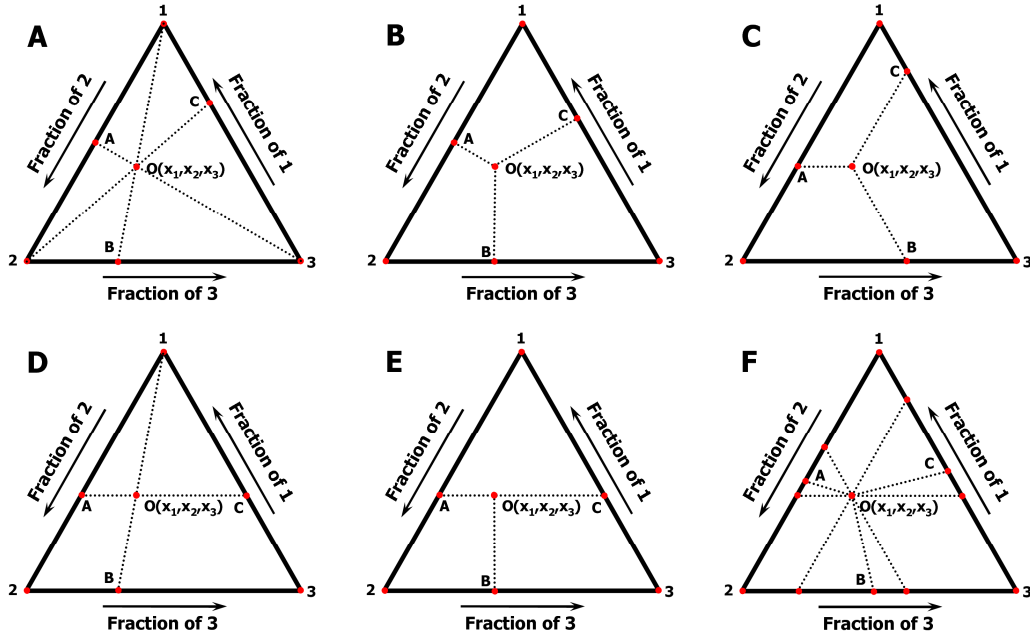 A
1
Fraction of 2
Fraction of 1
A
C
O(x₁,x₂,x₃)
B
2
3
Fraction of 3
B
1
Fraction of 2
Fraction of 1
A
C
O(x₁,x₂,x₃)
B
2
3
Fraction of 3
C
1
Fraction of 2
Fraction of 1
C
A
O(x₁,x₂,x₃)
B
2
3
Fraction of 3
D
1
Fraction of 2
Fraction of 1
A
O(x₁,x₂,x₃)
C
B
2
3
Fraction of 3
E
1
Fraction of 2
Fraction of 1
A
O(x₁,x₂,x₃)
C
B
2
3
Fraction of 3
F
1
Fraction of 2
Fraction of 1
A
C
O(x₁,x₂,x₃)
B
2
3
Fraction of 3